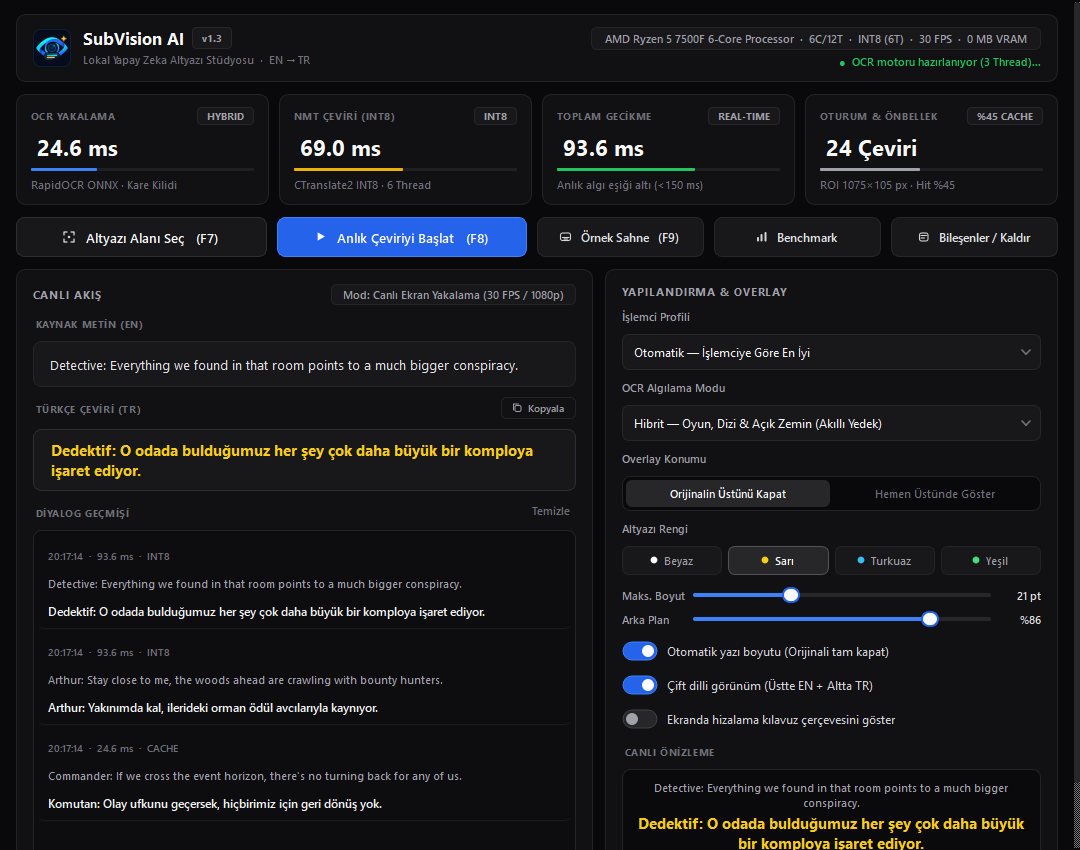 SubVision AI v1.3
Lokal Yapay Zeka Altyazı Stüdyosu · EN → TR
AMD Ryzen 5 7500F 6-Core Processor · 6C/12T · INT8 (6T) · 30 FPS · 0 MB VRAM
● OCR motoru hazırlanıyor (3 Thread)...
OCR YAKALAMA HYBRID
24.6 ms
RapidOCR ONNX · Kare Kilidi
NMT ÇEVİRİ (INT8) INT8
69.0 ms
CTranslate2 INT8 · 6 Thread
TOPLAM GECİKME REAL-TIME
93.6 ms
Anlık algı eşiği altı (<150 ms)
OTURUM & ÖNBELLEK %45 CACHE
24 Çeviri
ROI 1075×105 px · Hit %45
Altyazı Alanı Seç (F7)
Anlık Çeviriyi Başlat (F8)
Örnek Sahne (F9)
Benchmark
Bileşenler / Kaldır
CANLI AKIŞ
Mod: Canlı Ekran Yakalama (30 FPS / 1080p)
KAYNAK METİN (EN)
Detective: Everything we found in that room points to a much bigger conspiracy.
TÜRKÇE ÇEVİRİ (TR)
Kopyala
Dedektif: O odada bulduğumuz her şey çok daha büyük bir komploya
işaret ediyor.
DİYALOG GEÇMİŞİ
Temizle
20:17:14 · 93.6 ms · INT8
Detective: Everything we found in that room points to a much bigger conspiracy.
Dedektif: O odada bulduğumuz her şey çok daha büyük bir komploya işaret ediyor.
20:17:14 · 93.6 ms · INT8
Arthur: Stay close to me, the woods ahead are crawling with bounty hunters.
Arthur: Yakınımda kal, ilerideki orman ödül avcılarıyla kaynıyor.
20:17:14 · 24.6 ms · CACHE
Commander: If we cross the event horizon, there's no turning back for any of us.
Komutan: Olay ufkunu geçersek, hiçbirimiz için geri dönüş yok.
YAPILANDIRMA & OVERLAY
İşlemci Profili
Otomatik — İşlemciye Göre En İyi
OCR Algılama Modu
Hibrit — Oyun, Dizi & Açık Zemin (Akıllı Yedek)
Overlay Konumu
Orijinalin Üstünü Kapat
Hemen Üstünde Göster
Altyazı Rengi
Beyaz
Sarı
Turkuaz
Yeşil
Maks. Boyut 21 pt
Arka Plan %86
Otomatik yazı boyutu (Orijinali tam kapat)
Çift dilli görünüm (Üstte EN + Altta TR)
Ekranda hizalama kılavuz çerçevesini göster
CANLI ÖNİZLEME
Detective: Everything we found in that room points to a much bigger
conspiracy.
Dedektif: O odada bulduğumuz her şey çok daha büyük
bir komploya işaret ediyor.